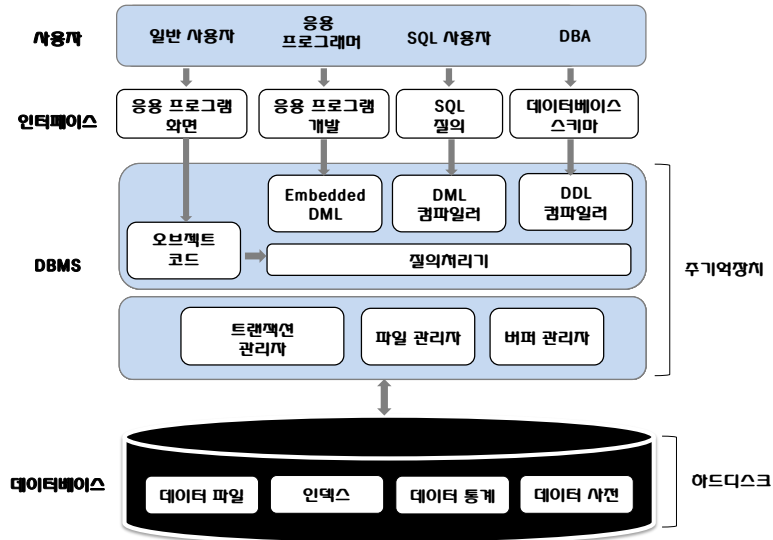 사용자
일반 사용자
응용
프로그래머
SQL 사용자
DBA
인터페이스
응용 프로그램
화면
응용 프로그램
개발
SQL
질의
데이터베이스
스키마
DBMS
Embedded
DML
DML
컴파일러
DDL
컴파일러
오브젝트
코드
질의처리기
주기억장치
트랜잭션
관리자
파일 관리자
버퍼 관리자
데이터베이스
데이터 파일
인덱스
데이터 통계
데이터 사전
하드디스크